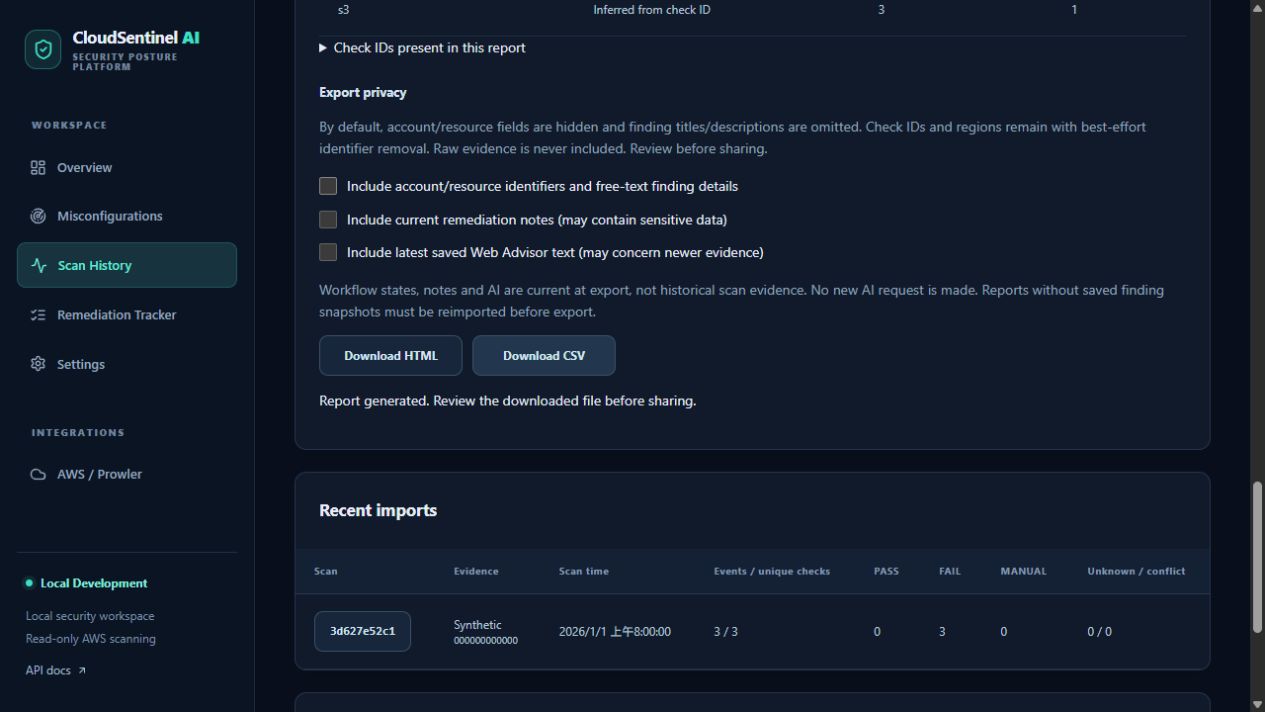 CloudSentinel AI
SECURITY POSTURE
PLATFORM
WORKSPACE
Overview
Misconfigurations
Scan History
Remediation Tracker
Settings
INTEGRATIONS
AWS / Prowler
Local Development
Local security workspace
Read-only AWS scanning
API docs ↗
s3 Inferred from check ID 3 1
▶ Check IDs present in this report
Export privacy
By default, account/resource fields are hidden and finding titles/descriptions are omitted. Check IDs and regions remain with best-effort
identifier removal. Raw evidence is never included. Review before sharing.
Include account/resource identifiers and free-text finding details
Include current remediation notes (may contain sensitive data)
Include latest saved Web Advisor text (may concern newer evidence)
Workflow states, notes and AI are current at export, not historical scan evidence. No new AI request is made. Reports without saved finding
snapshots must be reimported before export.
Download HTML Download CSV
Report generated. Review the downloaded file before sharing.
Recent imports
Scan Evidence Scan time Events / unique checks PASS FAIL MANUAL Unknown / conflict
3d627e52c1 Synthetic 2026/1/1 上午8:00:00 3 / 3 0 3 0 0 / 0
000000000000